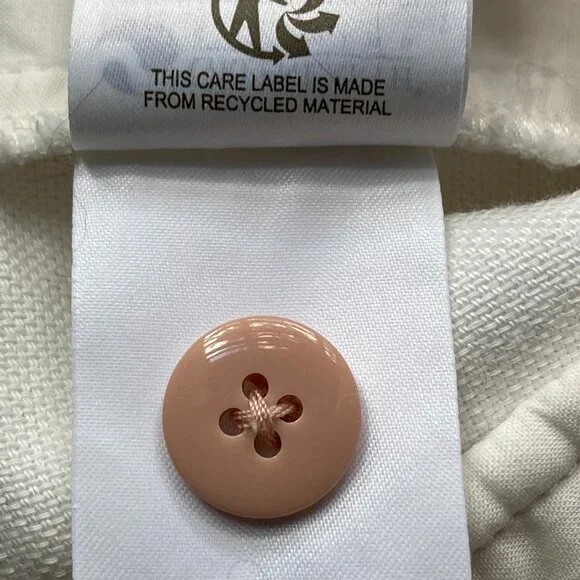 THIS CARE LABEL IS MADE
FROM RECYCLED MATERIAL